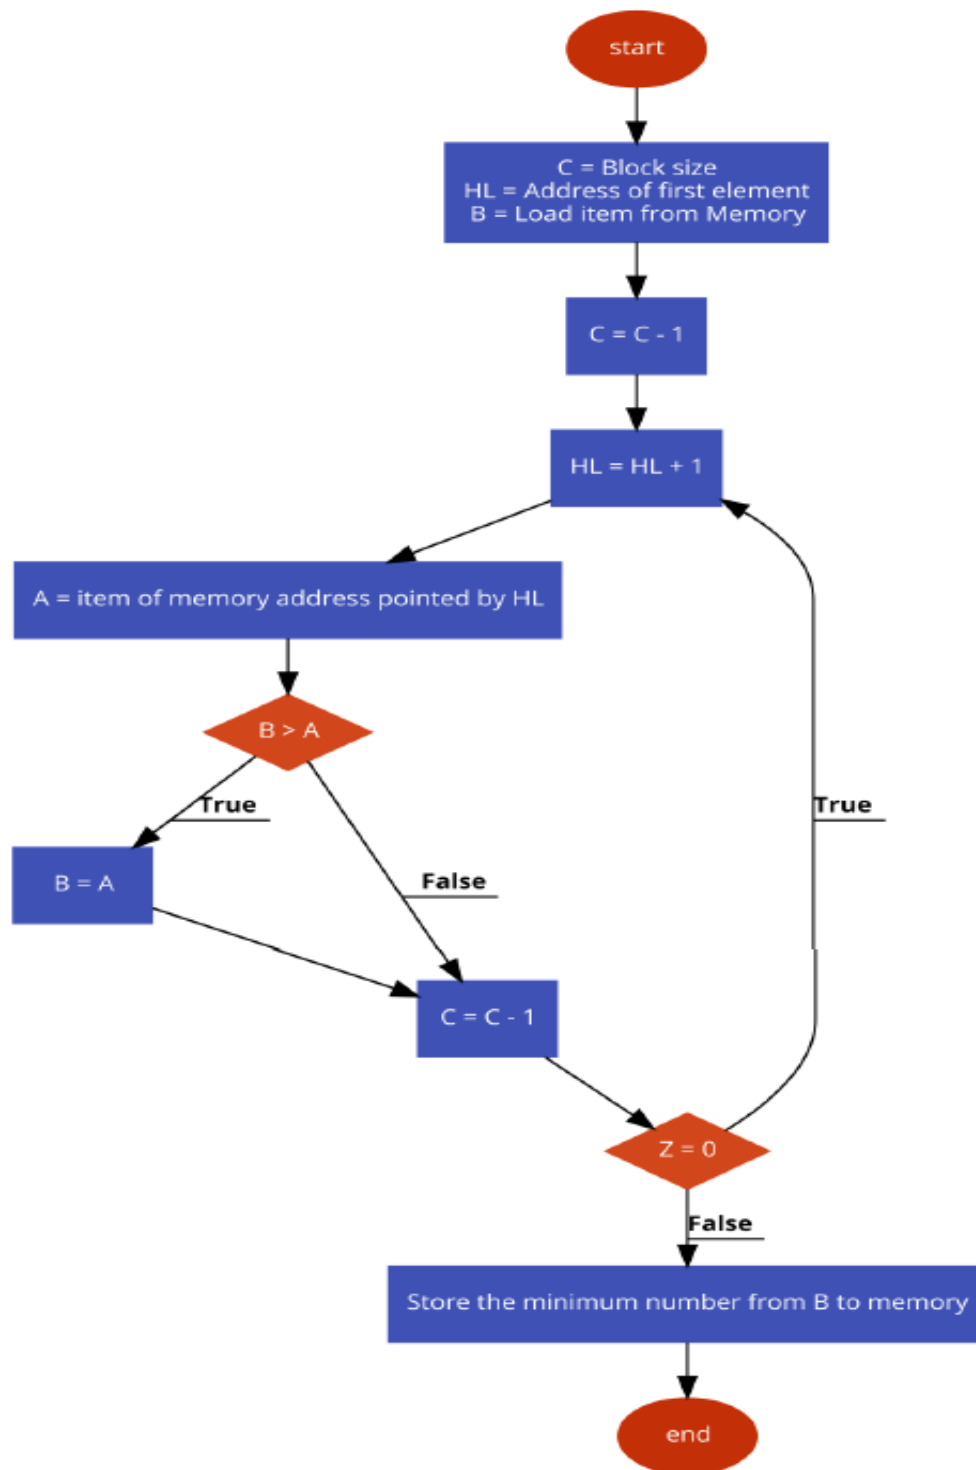 start
C = Block size
HL = Address of first element
B = Load item from Memory
C = C - 1
HL = HL + 1
A = item of memory address pointed by HL
B > A
True
True
B = A
False
C = C - 1
Z = 0
False
Store the minimum number from B to memory
end